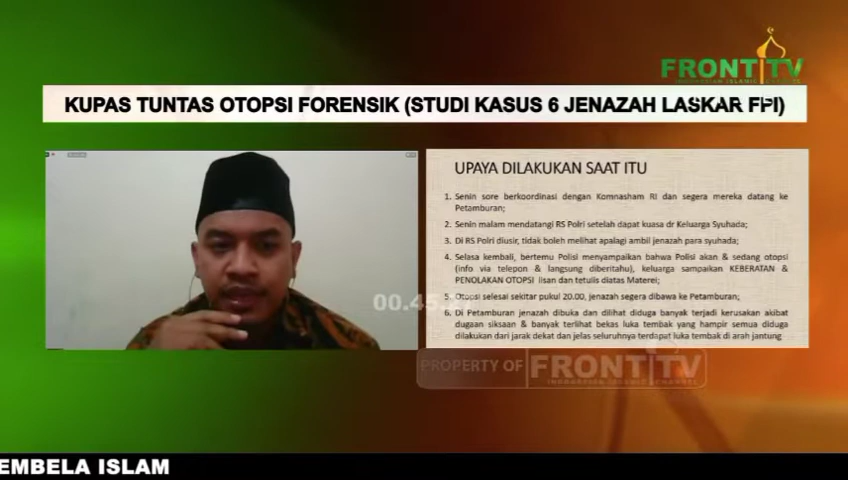 FRONT TV
INDONESIAN ISLAMIC CHANNEL
KUPAS TUNTAS OTOPSI FORENSIK (STUDI KASUS 6 JENAZAH LASKAR FPI)
UPAYA DILAKUKAN SAAT ITU
1. Senin sore berkoordinasi dengan Komnasham RI dan segera mereka datang ke
Petamburan;
2. Senin malam mendatangi RS Polri setelah dapat kuasa dr Keluarga Syuhada;
3. Di RS Polri diusir, tidak boleh melihat apalagi ambil jenazah para syuhada;
4. Selasa kembali, bertemu Polisi menyampaikan bahwa Polisi akan & sedang otopsi
(info via telepon & langsung diberitahu), keluarga sampaikan KEBERATAN &
PENOLAKAN OTOPSI lisan dan tetulis diatas Materei;
5. Otopsi selesai sekitar pukul 20.00, jenazah segera dibawa ke Petamburan;
6. Di Petamburan jenazah dibuka dan dilihat diduga banyak terjadi kerusakan akibat
dugaan siksaan & banyak terlihat bekas luka tembak yang hampir semua diduga
dilakukan dari jarak dekat dan jelas seluruhnya terdapat luka tembak di arah jantung
PROPERTY OF FRONT TV
INDONESIAN ISLAMIC CHANNEL
EMBELA ISLAM